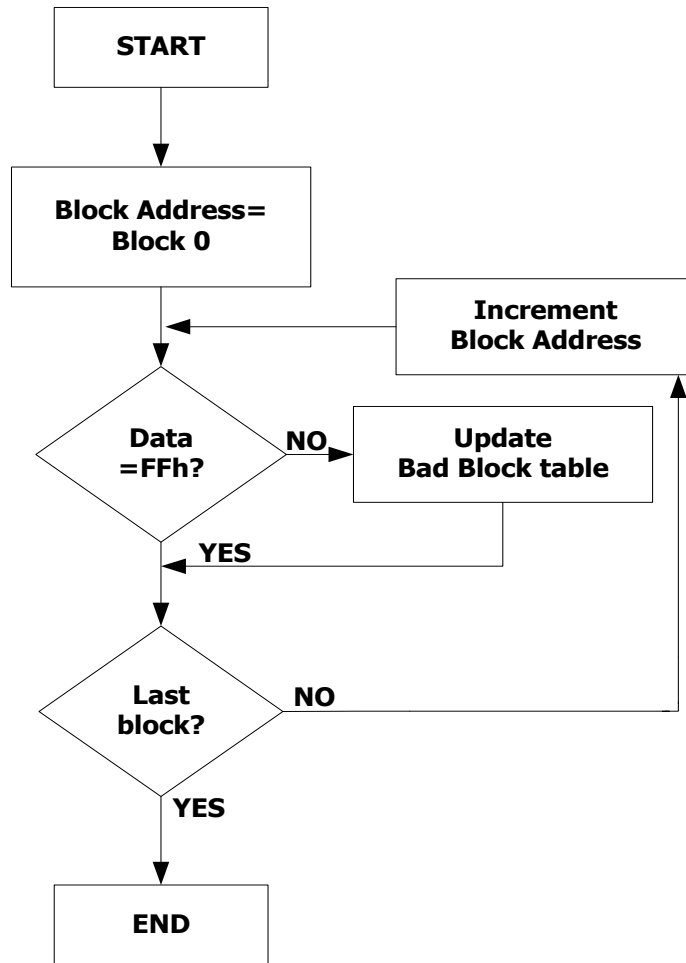 START
Block Address=
Block 0
Increment
Block Address
Data
=FFh?
NO
Update
Bad Block table
YES
Last
block?
NO
YES
END